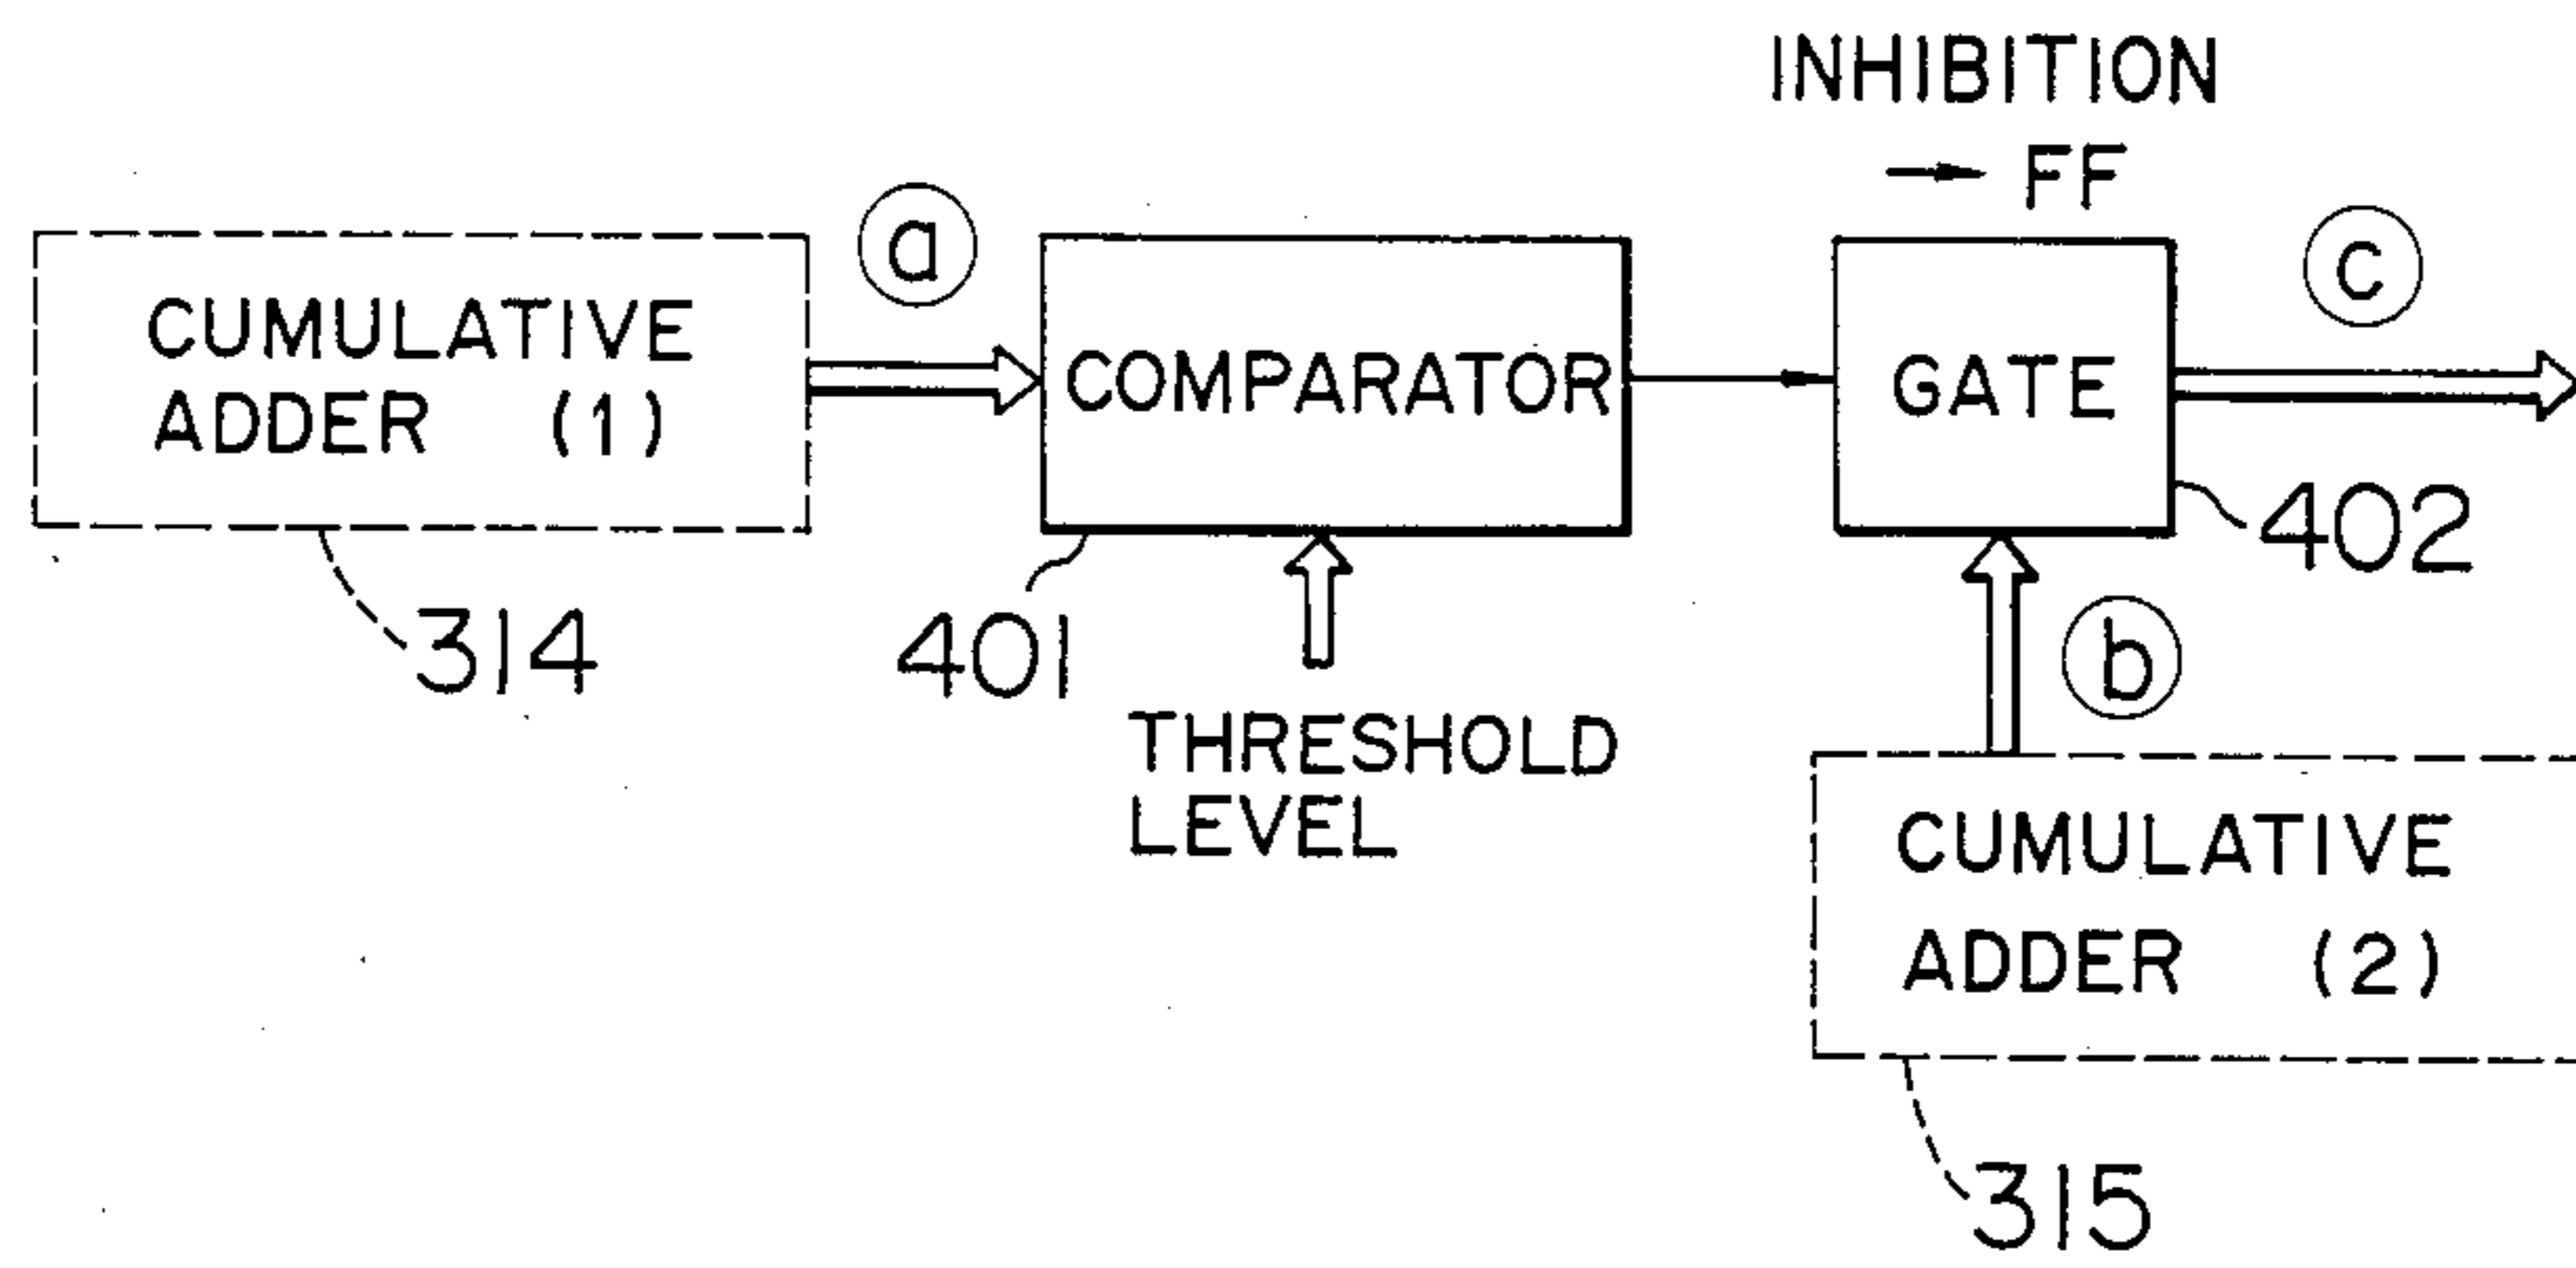 INHIBITION
→ FF
a
c
CUMULATIVE
ADDER (1)
COMPARATOR
GATE
402
314
401
b
THRESHOLD
LEVEL
CUMULATIVE
ADDER (2)
315